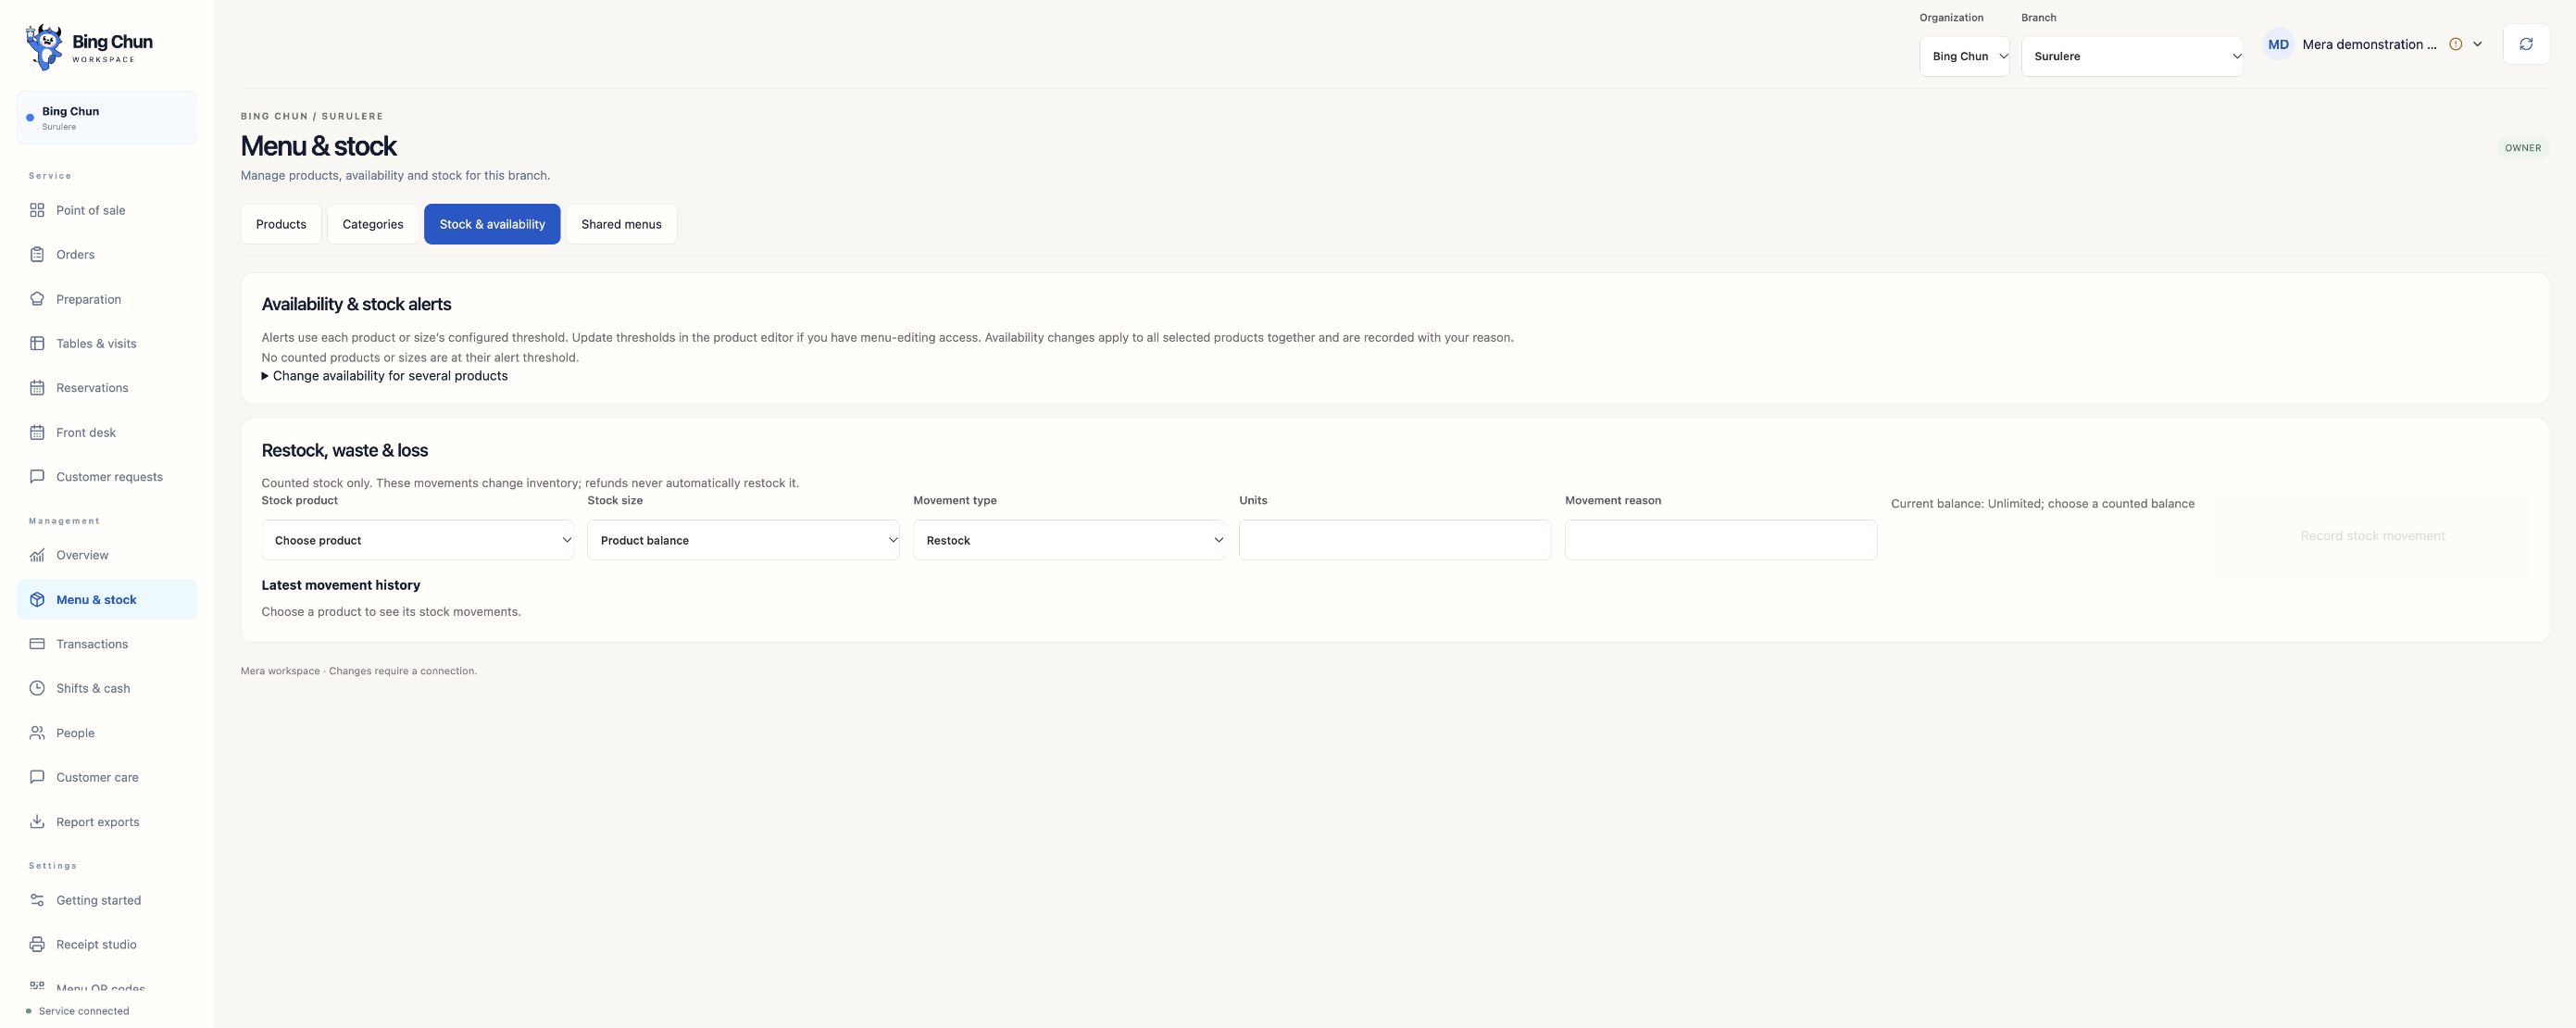 Bing Chun
WORKSPACE
Bing Chun
Surulere
Service
Point of sale
Orders
Preparation
Tables & visits
Reservations
Front desk
Customer requests
Management
Overview
Menu & stock
Transactions
Shifts & cash
People
Customer care
Report exports
Settings
Getting started
Receipt studio
Menu QR codes
Service connected
Organization
Branch
Bing Chun
Surulere
MD
Mera demonstration ...
BING CHUN / SURULERE
Menu & stock
Manage products, availability and stock for this branch.
OWNER
Products
Categories
Stock & availability
Shared menus
Availability & stock alerts
Alerts use each product or size's configured threshold. Update thresholds in the product editor if you have menu-editing access. Availability changes apply to all selected products together and are recorded with your reason.
No counted products or sizes are at their alert threshold.
Change availability for several products
Restock, waste & loss
Counted stock only. These movements change inventory; refunds never automatically restock it.
Stock product
Stock size
Movement type
Units
Movement reason
Current balance: Unlimited; choose a counted balance
Choose product
Product balance
Restock
Record stock movement
Latest movement history
Choose a product to see its stock movements.
Mera workspace · Changes require a connection.